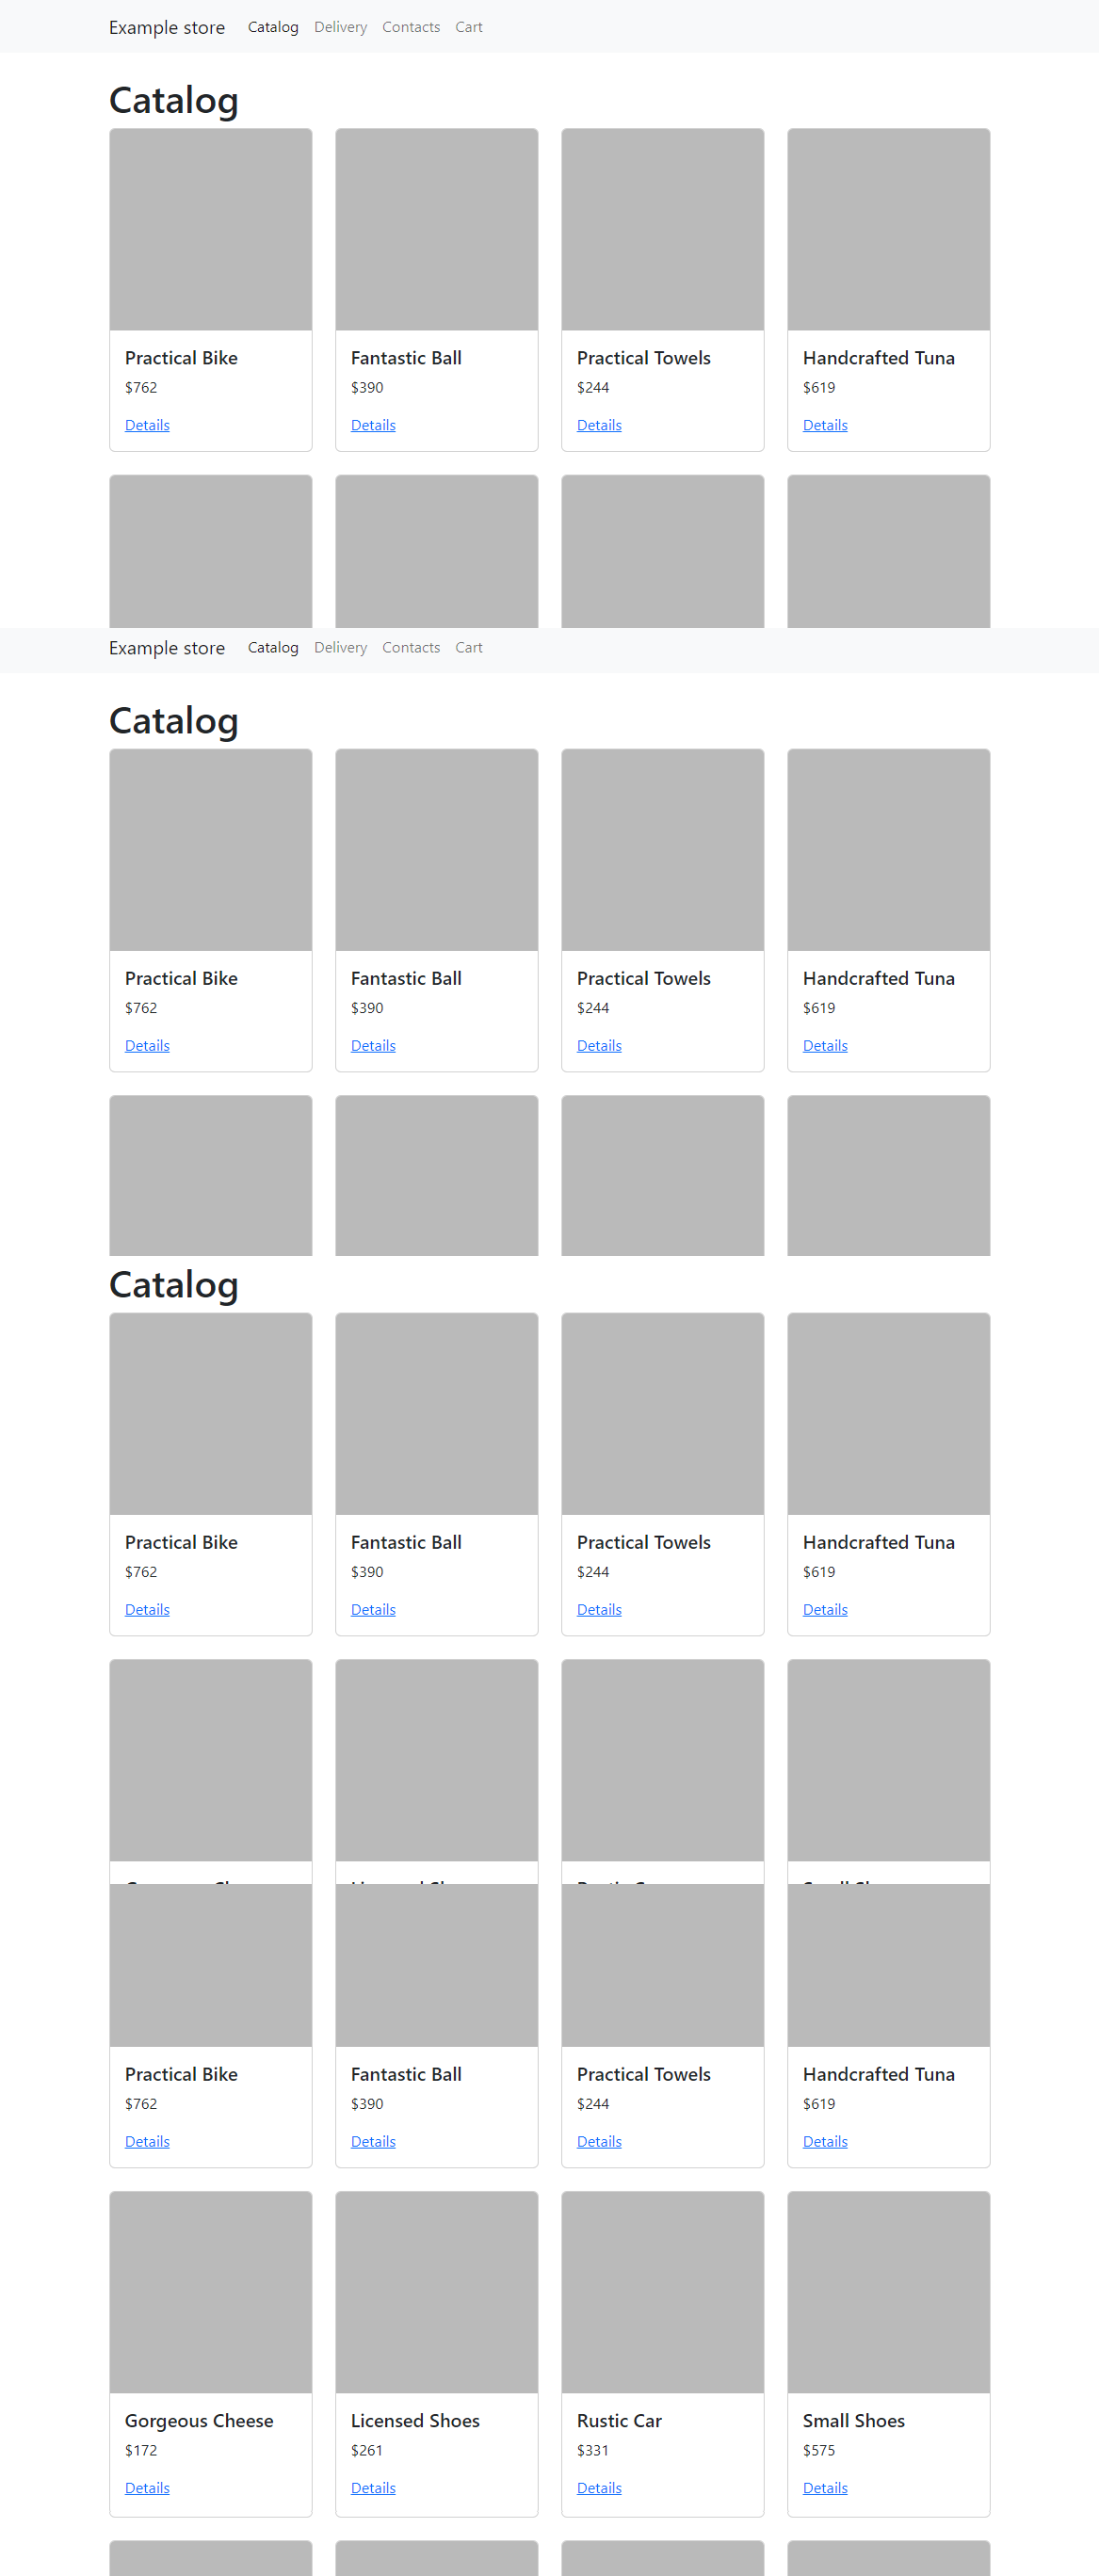 Example store Catalog Delivery Contacts Cart
Catalog
Practical Bike Fantastic Ball Practical Towels Handcrafted Tuna
$762 $390 $244 $619
Details Details Details Details
Example store Catalog Delivery Contacts Cart
Catalog
Practical Bike Fantastic Ball Practical Towels Handcrafted Tuna
$762 $390 $244 $619
Details Details Details Details
Catalog
Practical Bike Fantastic Ball Practical Towels Handcrafted Tuna
$762 $390 $244 $619
Details Details Details Details
Practical Bike Fantastic Ball Practical Towels Handcrafted Tuna
$762 $390 $244 $619
Details Details Details Details
Gorgeous Cheese Licensed Shoes Rustic Car Small Shoes
$172 $261 $331 $575
Details Details Details Details